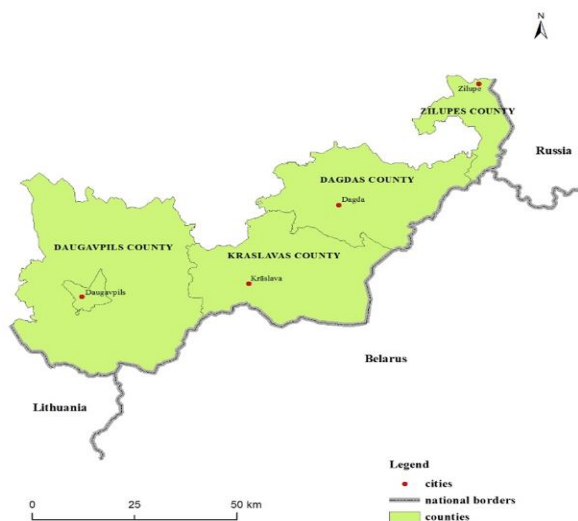 N
Zilupe
ZILUPES COUNTY
Russia
DAGDAS COUNTY
Dagda
DAUGAVPILS COUNTY
KRASLAVAS COUNTY
Krāslava
Daugavpils
Belarus
Lithuania
Legend
cities
national borders
counties
0 25 50 km